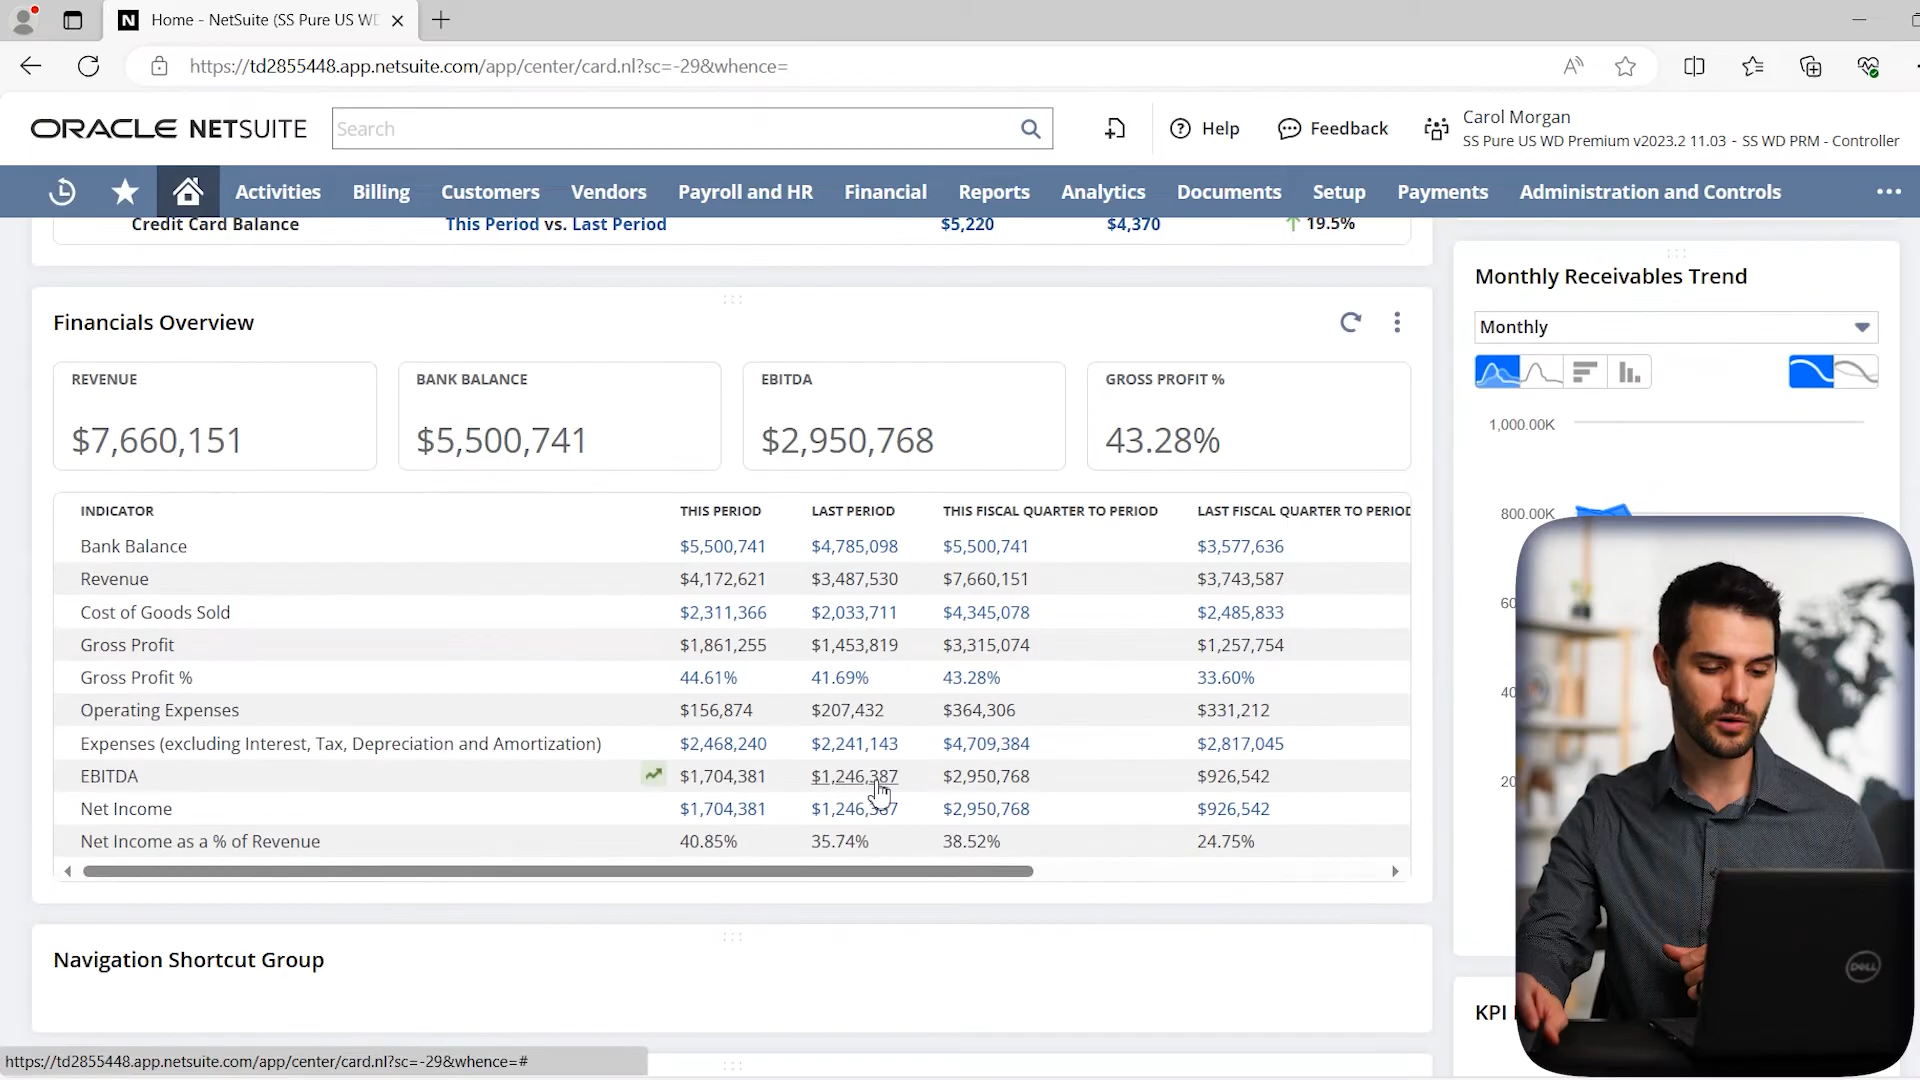 Home - NetSuite (SS Pure US WD
https://td2855448.app.netsuite.com/app/center/card.nl?sc=-29&whence=
ORACLE NETSUITE
Search
Help
Feedback
Carol Morgan
SS Pure US WD Premium v2023.2 11.03 - SS WD PRM - Controller
Activities Billing Customers Vendors Payroll and HR Financial Reports Analytics Documents Setup Payments Administration and Controls
Credit Card Balance This Period vs. Last Period $5,220 $4,370 19.5%
Financials Overview
REVENUE BANK BALANCE EBITDA GROSS PROFIT %
$7,660,151 $5,500,741 $2,950,768 43.28%
INDICATOR THIS PERIOD LAST PERIOD THIS FISCAL QUARTER TO PERIOD LAST FISCAL QUARTER TO PERIOD
Bank Balance $5,500,741 $4,785,098 $5,500,741 $3,577,636
Revenue $4,172,621 $3,487,530 $7,660,151 $3,743,587
Cost of Goods Sold $2,311,366 $2,033,711 $4,345,078 $2,485,833
Gross Profit $1,861,255 $1,453,819 $3,315,074 $1,257,754
Gross Profit % 44.61% 41.69% 43.28% 33.60%
Operating Expenses $156,874 $207,432 $364,306 $331,212
Expenses (excluding Interest, Tax, Depreciation and Amortization) $2,468,240 $2,241,143 $4,709,384 $2,817,045
EBITDA $1,704,381 $1,246,387 $2,950,768 $926,542
Net Income $1,704,381 $1,246,387 $2,950,768 $926,542
Net Income as a % of Revenue 40.85% 35.74% 38.52% 24.75%
Navigation Shortcut Group
Monthly Receivables Trend
Monthly
1,000.00K
800.00K
60
40
20
KPI
DELL
https://td2855448.app.netsuite.com/app/center/card.nl?sc=-29&whence=#